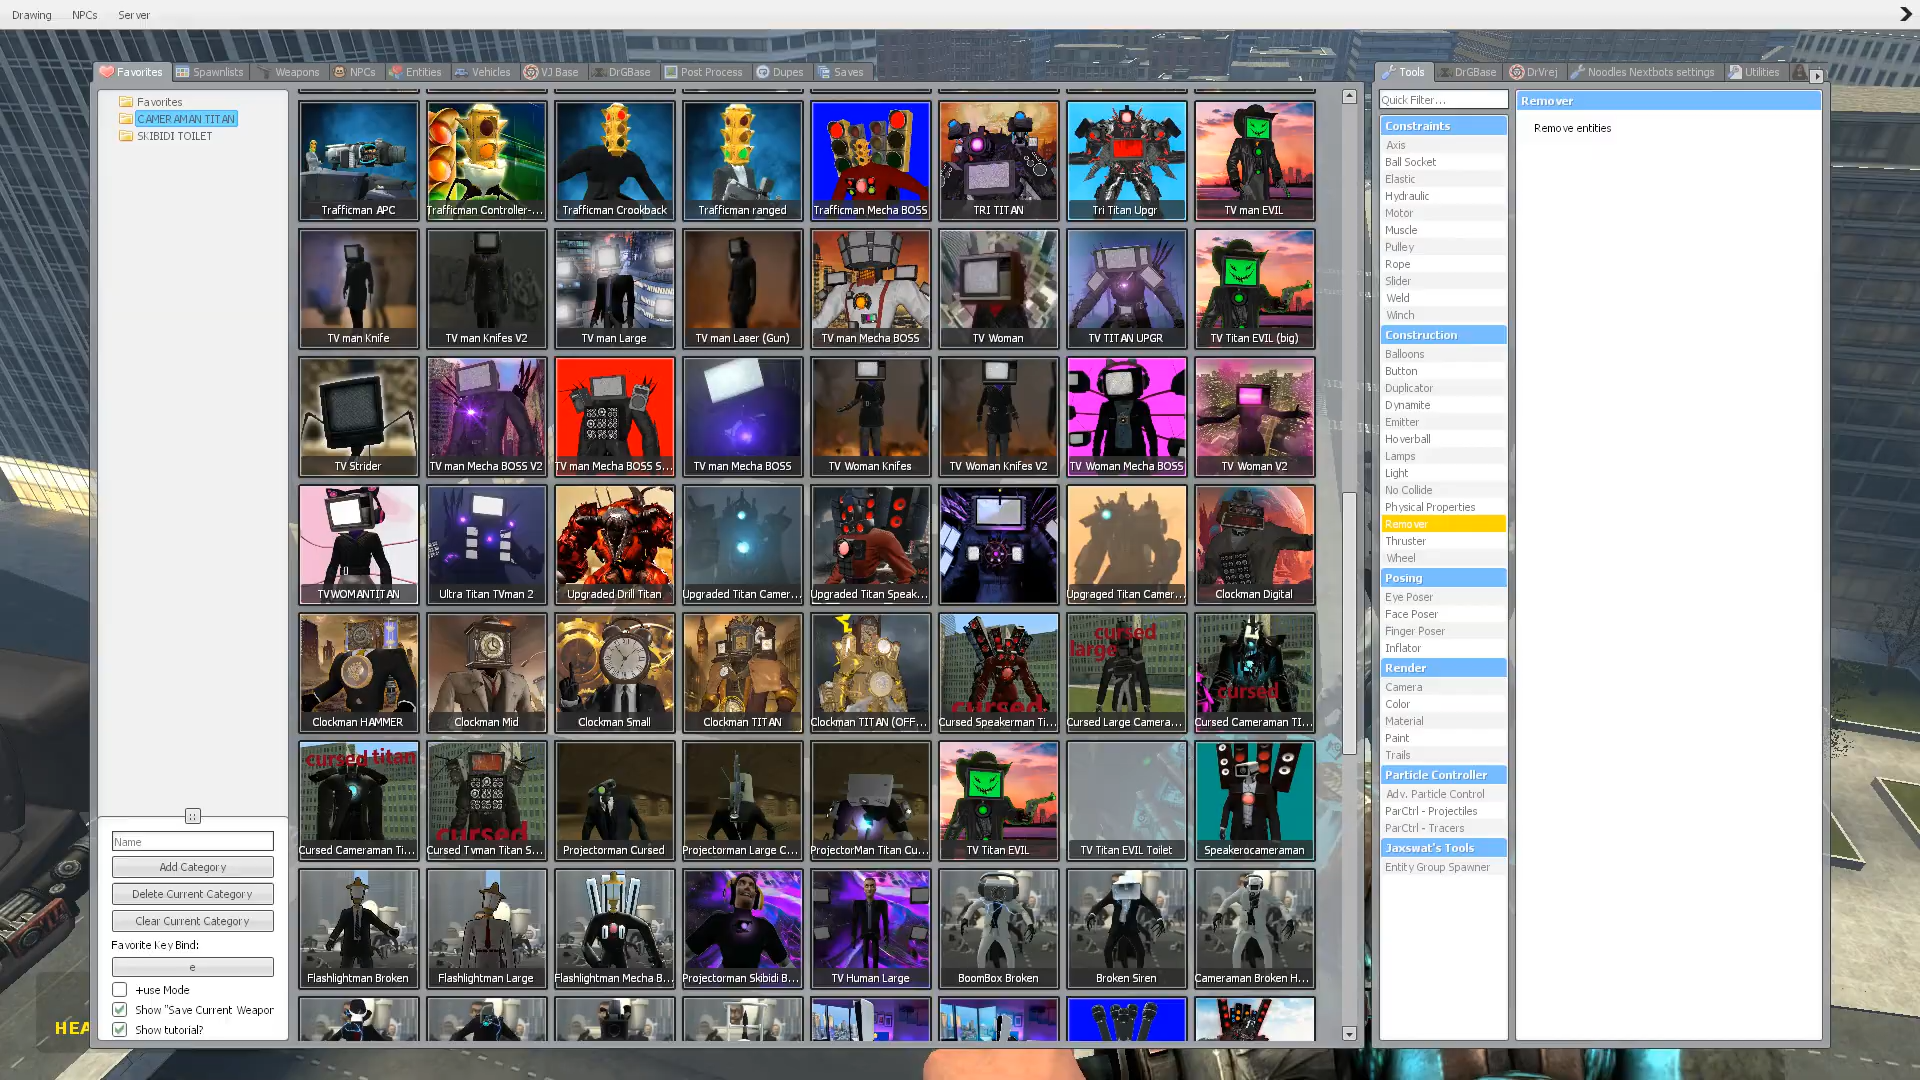 Drawing NPCs Server
Favorites Spawnlists Weapons NPCs Entities Vehicles VJ Base DrGBase Post Process Dupes Saves
Favorites
CAMERAMAN TITAN
SKIBIDI TOILET
Trafficman APC Trafficman Controller-... Trafficman Crookback Trafficman ranged Trafficman Mecha BOSS TRI TITAN Tri Titan Upgr TV man EVIL
TV man Knife TV man Knifes V2 TV man Large TV man Laser (Gun) TV man Mecha BOSS TV Woman TV TITAN UPGR TV Titan EVIL (big)
TV Strider TV man Mecha BOSS V2 TV man Mecha BOSS S... TV man Mecha BOSS TV Woman Knifes TV Woman Knifes V2 TV Woman Mecha BOSS TV Woman V2
TVWOMANTITAN Ultra Titan TVman 2 Upgraded Drill Titan Upgraded Titan Camer... Upgraded Titan Speak... Upgraged Titan Camer... Clockman Digital
cursed
large
cursed
cursed
Clockman HAMMER Clockman Mid Clockman Small Clockman TITAN Clockman TITAN (OFF... Cursed Speakerman Ti... Cursed Large Camera... Cursed Cameraman TI...
cursed titan
cursed
Cursed Cameraman Ti... Cursed Tvman Titan S... Projectorman Cursed Projectorman Large C... ProjectorMan Titan Cu... TV Titan EVIL TV Titan EVIL Toilet Speakerocameraman
Flashlightman Broken Flashlightman Large Flashlightman Mecha B... Projectorman Skibidi B... TV Human Large BoomBox Broken Broken Siren Cameraman Broken H...
Name
Add Category
Delete Current Category
Clear Current Category
Favorite Key Bind:
e
+use Mode
Show "Save Current Weapon
Show tutorial?
HEA
Tools DrGBase DrVrej Noodles Nextbots settings Utilities
Quick Filter...
Constraints
Axis
Ball Socket
Elastic
Hydraulic
Motor
Muscle
Pulley
Rope
Slider
Weld
Winch
Construction
Balloons
Button
Duplicator
Dynamite
Emitter
Hoverball
Lamps
Light
No Collide
Physical Properties
Remover
Thruster
Wheel
Posing
Eye Poser
Face Poser
Finger Poser
Inflator
Render
Camera
Color
Material
Paint
Trails
Particle Controller
Adv. Particle Control
ParCtrl - Projectiles
ParCtrl - Tracers
Jaxswat's Tools
Entity Group Spawner
Remover
Remove entities